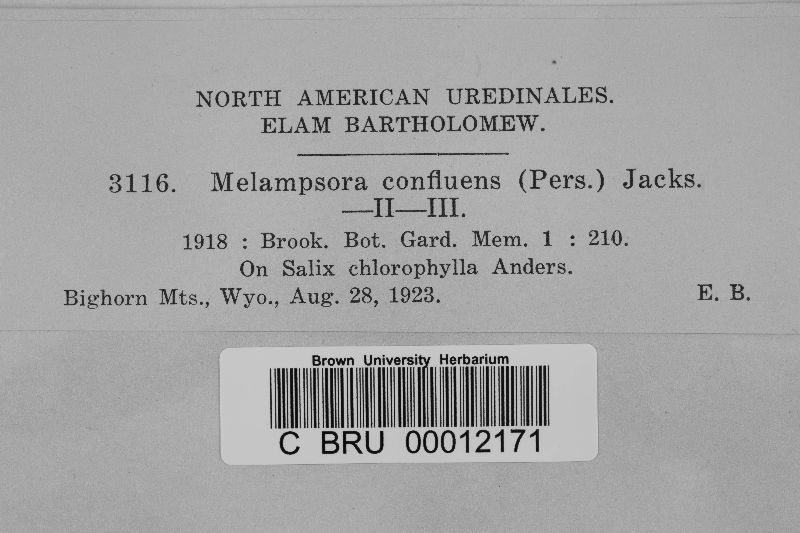 NORTH AMERICAN UREDINALES.
ELAM BARTHOLOMEW.
3116. Melampsora confluens (Pers.) Jacks.
—II—III.
1918 : Brook. Bot. Gard. Mem. 1 : 210.
On Salix chlorophylla Anders.
Bighorn Mts., Wyo., Aug. 28, 1923. E. B.
Brown University Herbarium
C BRU 00012171